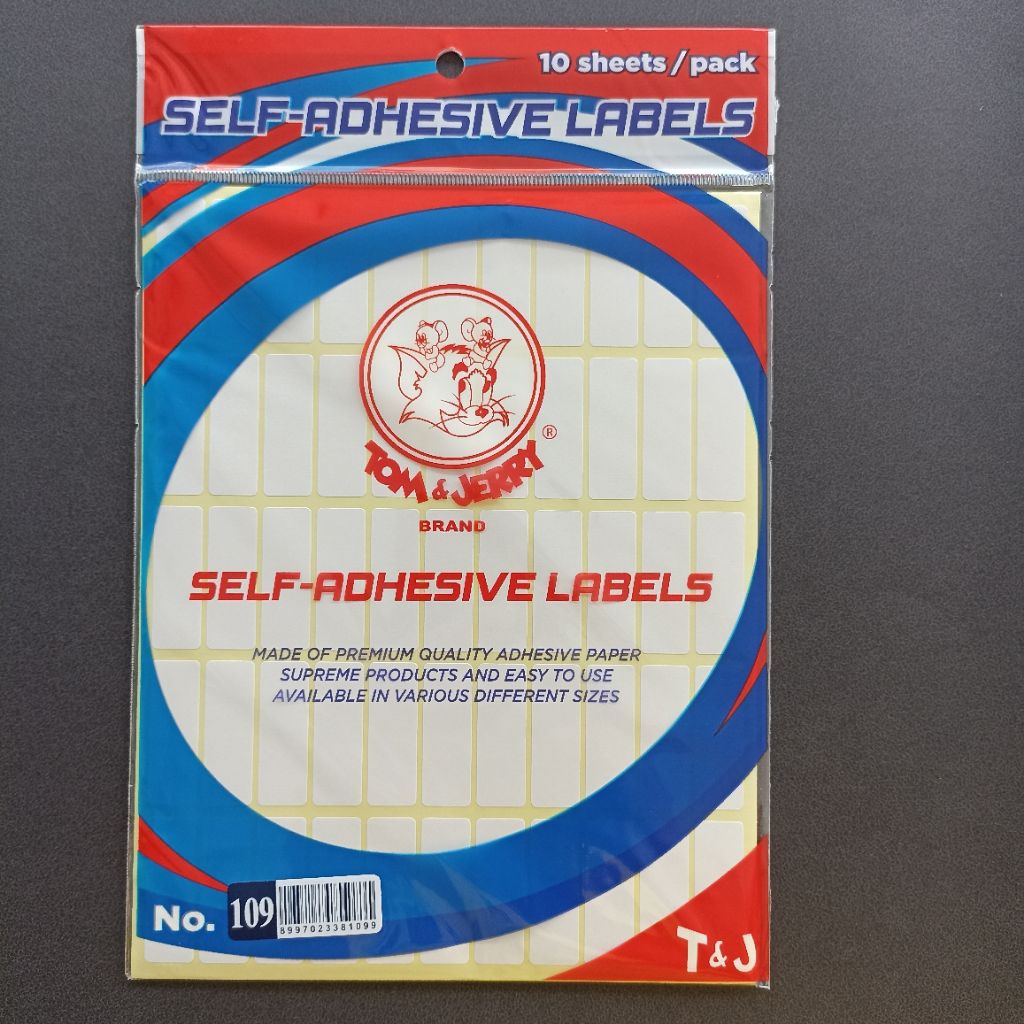 10 sheets / pack
SELF-ADHESIVE LABELS
TOM & JERRY ®
BRAND
SELF-ADHESIVE LABELS
MADE OF PREMIUM QUALITY ADHESIVE PAPER
SUPREME PRODUCTS AND EASY TO USE
AVAILABLE IN VARIOUS DIFFERENT SIZES
No. 109
8997023381099
T & J